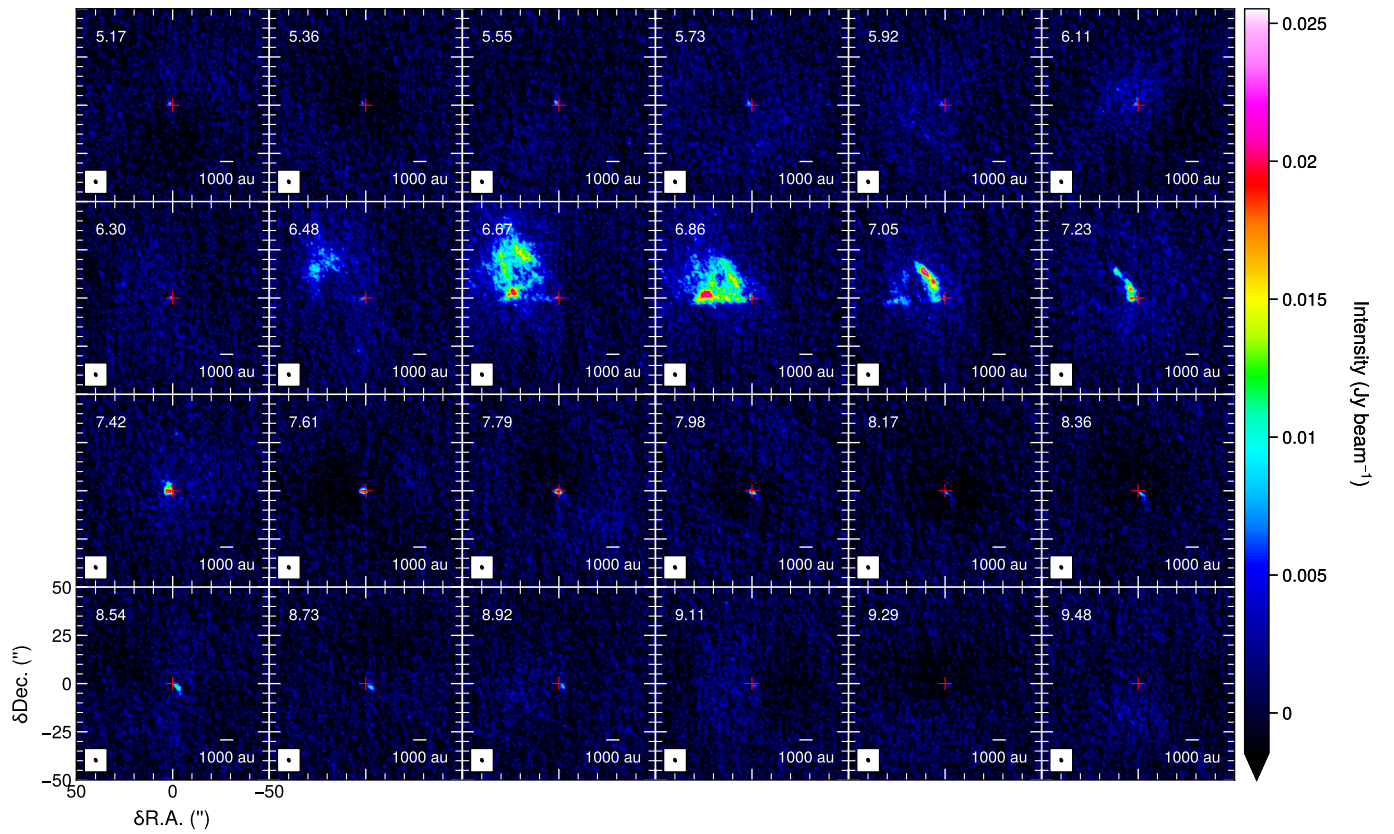 5.17 5.36 5.55 5.73 5.92 6.11 0.025
1000 au 1000 au 1000 au 1000 au 1000 au 1000 au 0.02
6.30 6.48 6.67 6.86 7.05 7.23
0.015
1000 au 1000 au 1000 au 1000 au 1000 au 1000 au
Intensity (Jy beam⁻¹)
7.42 7.61 7.79 7.98 8.17 8.36
0.01
1000 au 1000 au 1000 au 1000 au 1000 au 1000 au
0.005
50
8.54 8.73 8.92 9.11 9.29 9.48
25
δDec. (")
0
0
−25
1000 au 1000 au 1000 au 1000 au 1000 au 1000 au
−50
50 0 −50
δR.A. (")